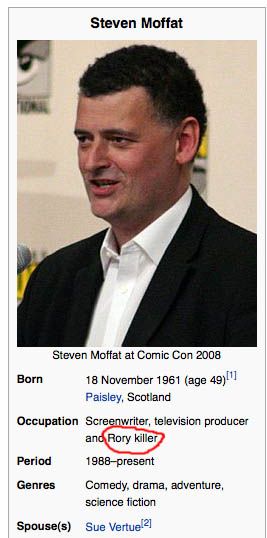 Steven Moffat
Steven Moffat at Comic Con 2008
Born 18 November 1961 (age 49)[1]
Paisley, Scotland
Occupation Screenwriter, television producer
and Rory killer
Period 1988–present
Genres Comedy, drama, adventure,
science fiction
Spouse(s) Sue Vertue[2]